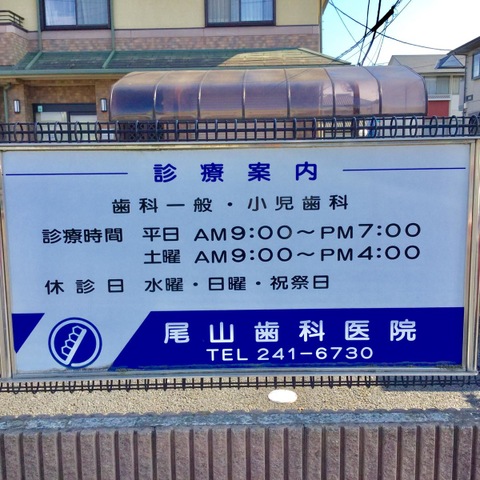 診療案内
歯科一般・小児歯科
診療時間 平日 AM9:00～PM7:00
土曜 AM9:00～PM4:00
休診日 水曜・日曜・祝祭日
尾山歯科医院
TEL 241-6730